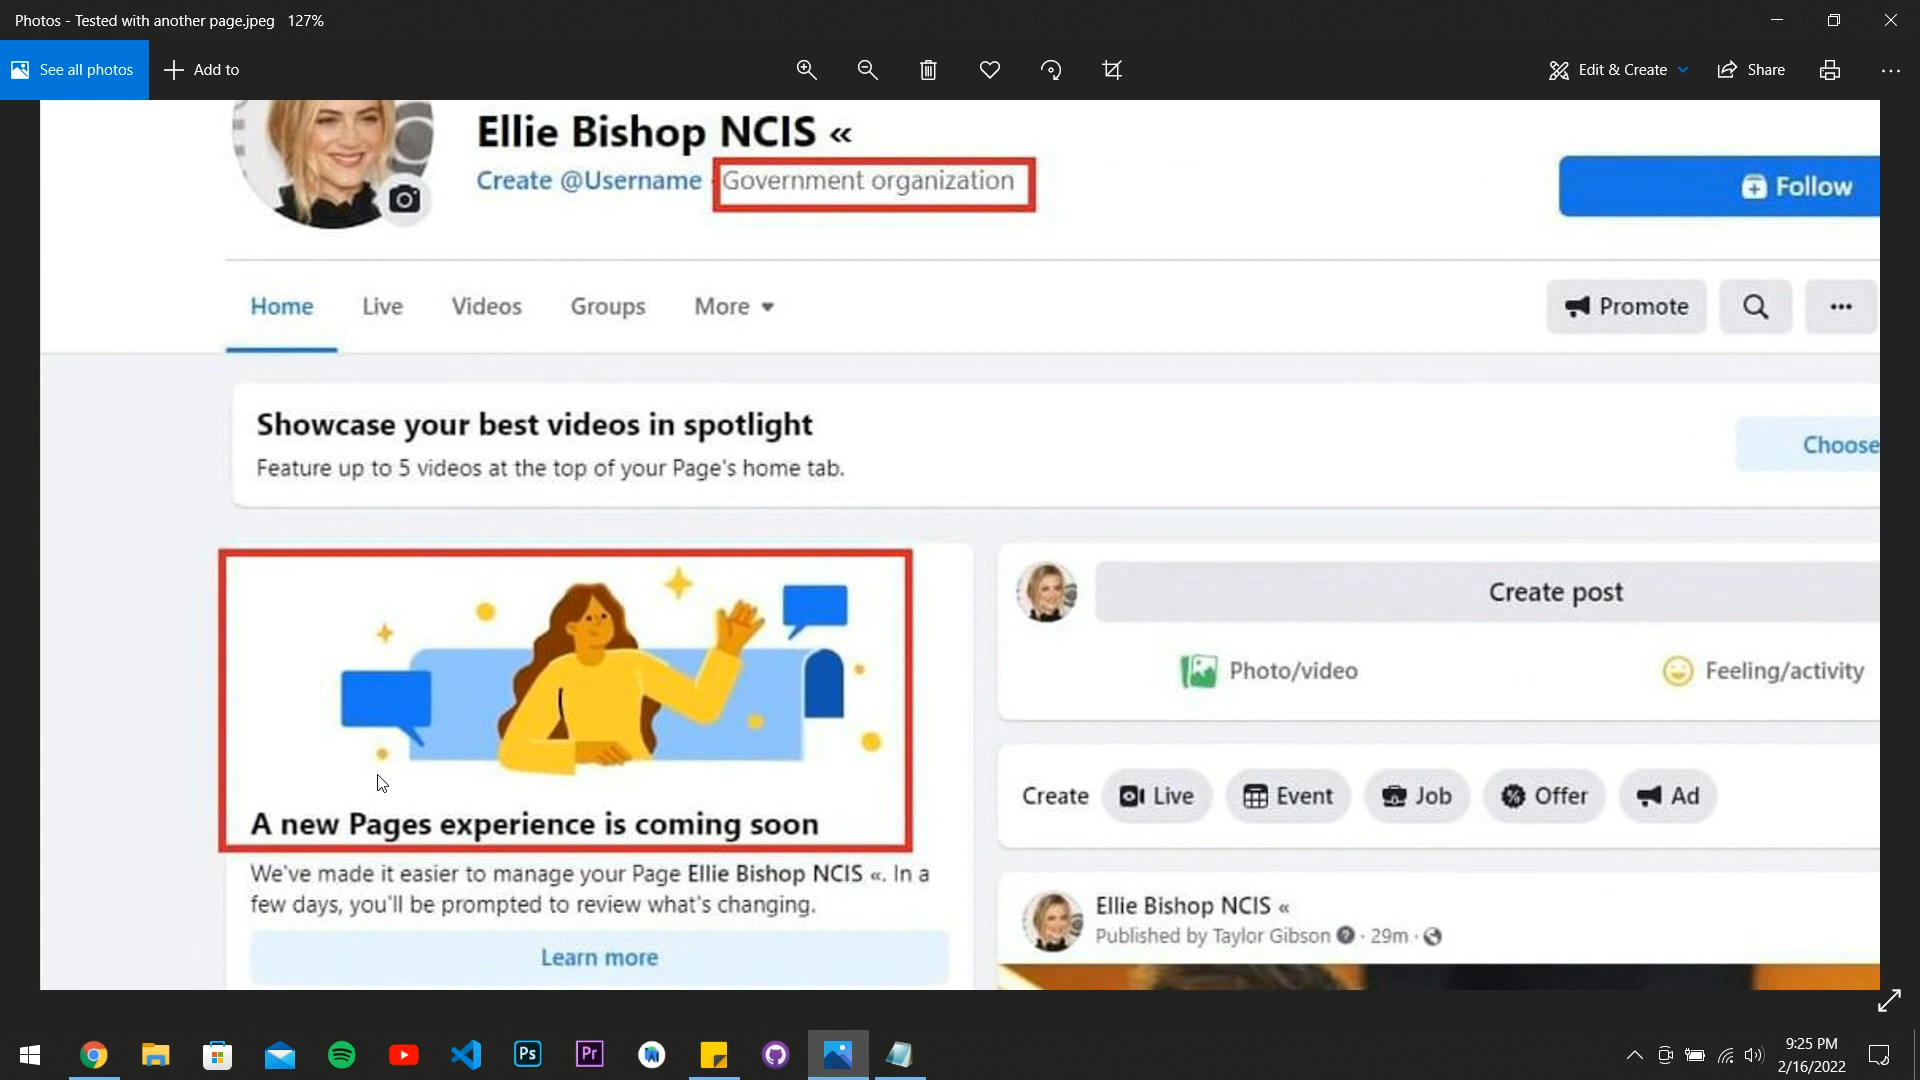 Photos - Tested with another page.jpeg 127%
See all photos
Add to
Edit & Create
Share
Ellie Bishop NCIS «
Create @Username · Government organization
Follow
Home
Live
Videos
Groups
More
Promote
Showcase your best videos in spotlight
Feature up to 5 videos at the top of your Page's home tab.
Choose
A new Pages experience is coming soon
We've made it easier to manage your Page Ellie Bishop NCIS «. In a
few days, you'll be prompted to review what's changing.
Learn more
Create post
Photo/video
Feeling/activity
Create
Live
Event
Job
Offer
Ad
Ellie Bishop NCIS «
Published by Taylor Gibson · 29m ·
Ps
Pr
9:25 PM
2/16/2022